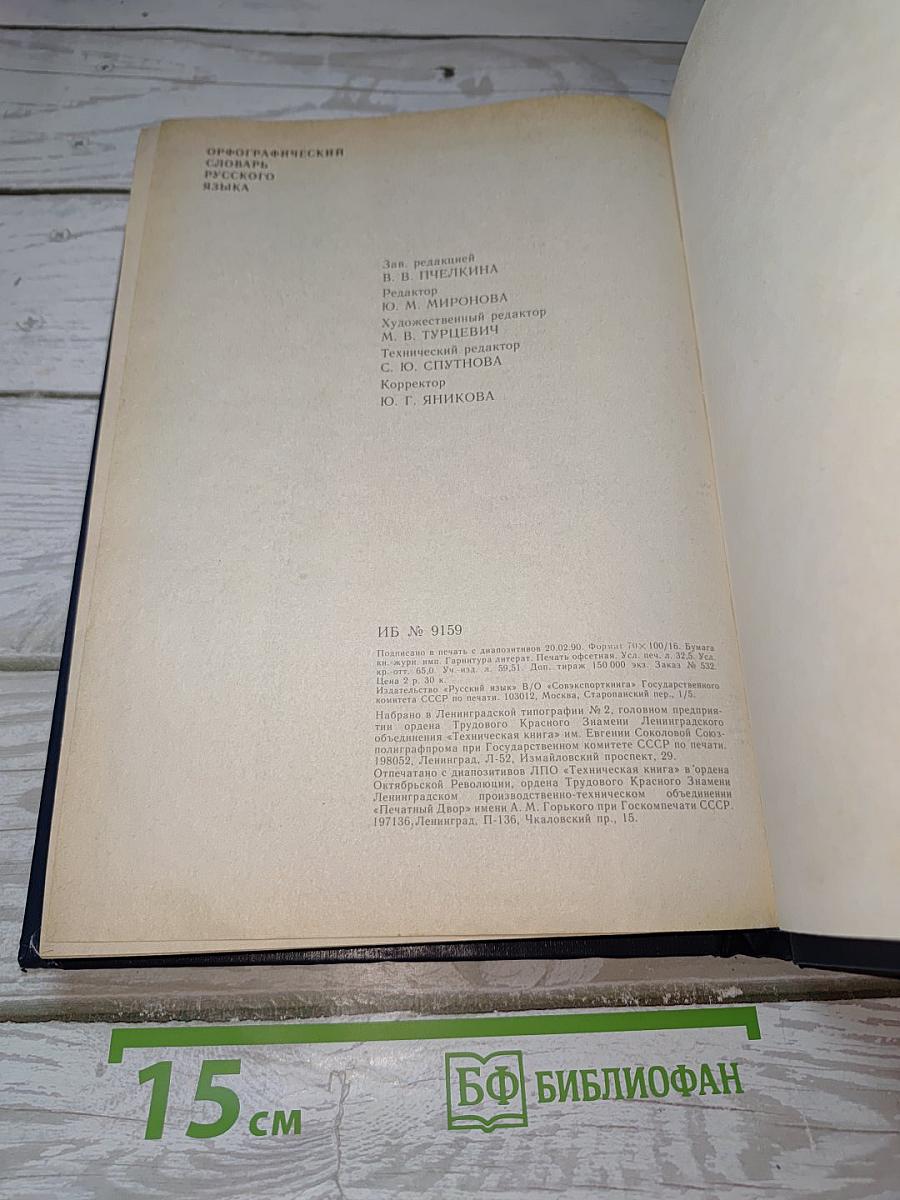 ОРФОГРАФИЧЕСКИЙ
СЛОВАРЬ
РУССКОГО
ЯЗЫКА
Зав. редакцией
В. В. ПЧЕЛКИНА
Редактор
Ю. М. МИРОНОВА
Художественный редактор
М. В. ТУРЦЕВИЧ
Технический редактор
С. Ю. СПУТНОВА
Корректор
Ю. Г. ЯНИКОВА
ИБ № 9159
Подписано в печать с диапозитивов 20.02.90. Формат 70×100/16. Бумага
кн.-журн. имп. Гарнитура литерат. Печать офсетная. Усл. печ. л. 32,5. Усл.
кр.-отт. 65,0. Уч.-изд. л. 59,51. Доп. тираж 150 000 экз. Заказ № 532.
Цена 2 р. 30 к.
Издательство «Русский язык» В/О «Совэкспорткнига» Государственного
комитета СССР по печати. 103012, Москва, Старопанский пер., 1/5.
Набрано в Ленинградской типографии № 2, головном предприя-
тии ордена Трудового Красного Знамени Ленинградского
объединения «Техническая книга» им. Евгении Соколовой Союз-
полиграфпрома при Государственном комитете СССР по печати.
198052, Ленинград, Л-52, Измайловский проспект, 29.
Отпечатано с диапозитивов ЛПО «Техническая книга» в ордена
Октябрьской Революции, ордена Трудового Красного Знамени
Ленинградском производственно-техническом объединении
«Печатный Двор» имени А. М. Горького при Госкомпечати СССР.
197136, Ленинград, П-136, Чкаловский пр., 15.
15 см
БФ БИБЛИОФАН